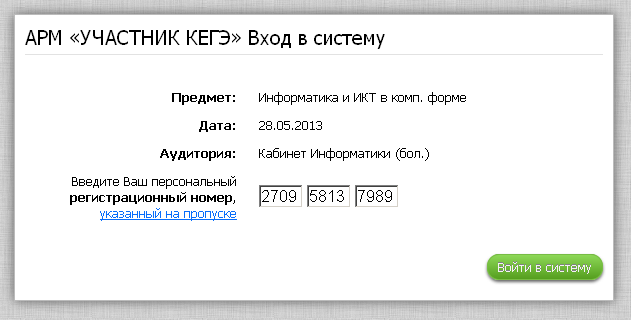 АРМ «УЧАСТНИК КЕГЭ» Вход в систему
Предмет: Информатика и ИКТ в комп. форме
Дата: 28.05.2013
Аудитория: Кабинет Информатики (бол.)
Введите Ваш персональный
регистрационный номер,
указанный на пропуске
2709 5813 7989
Войти в систему